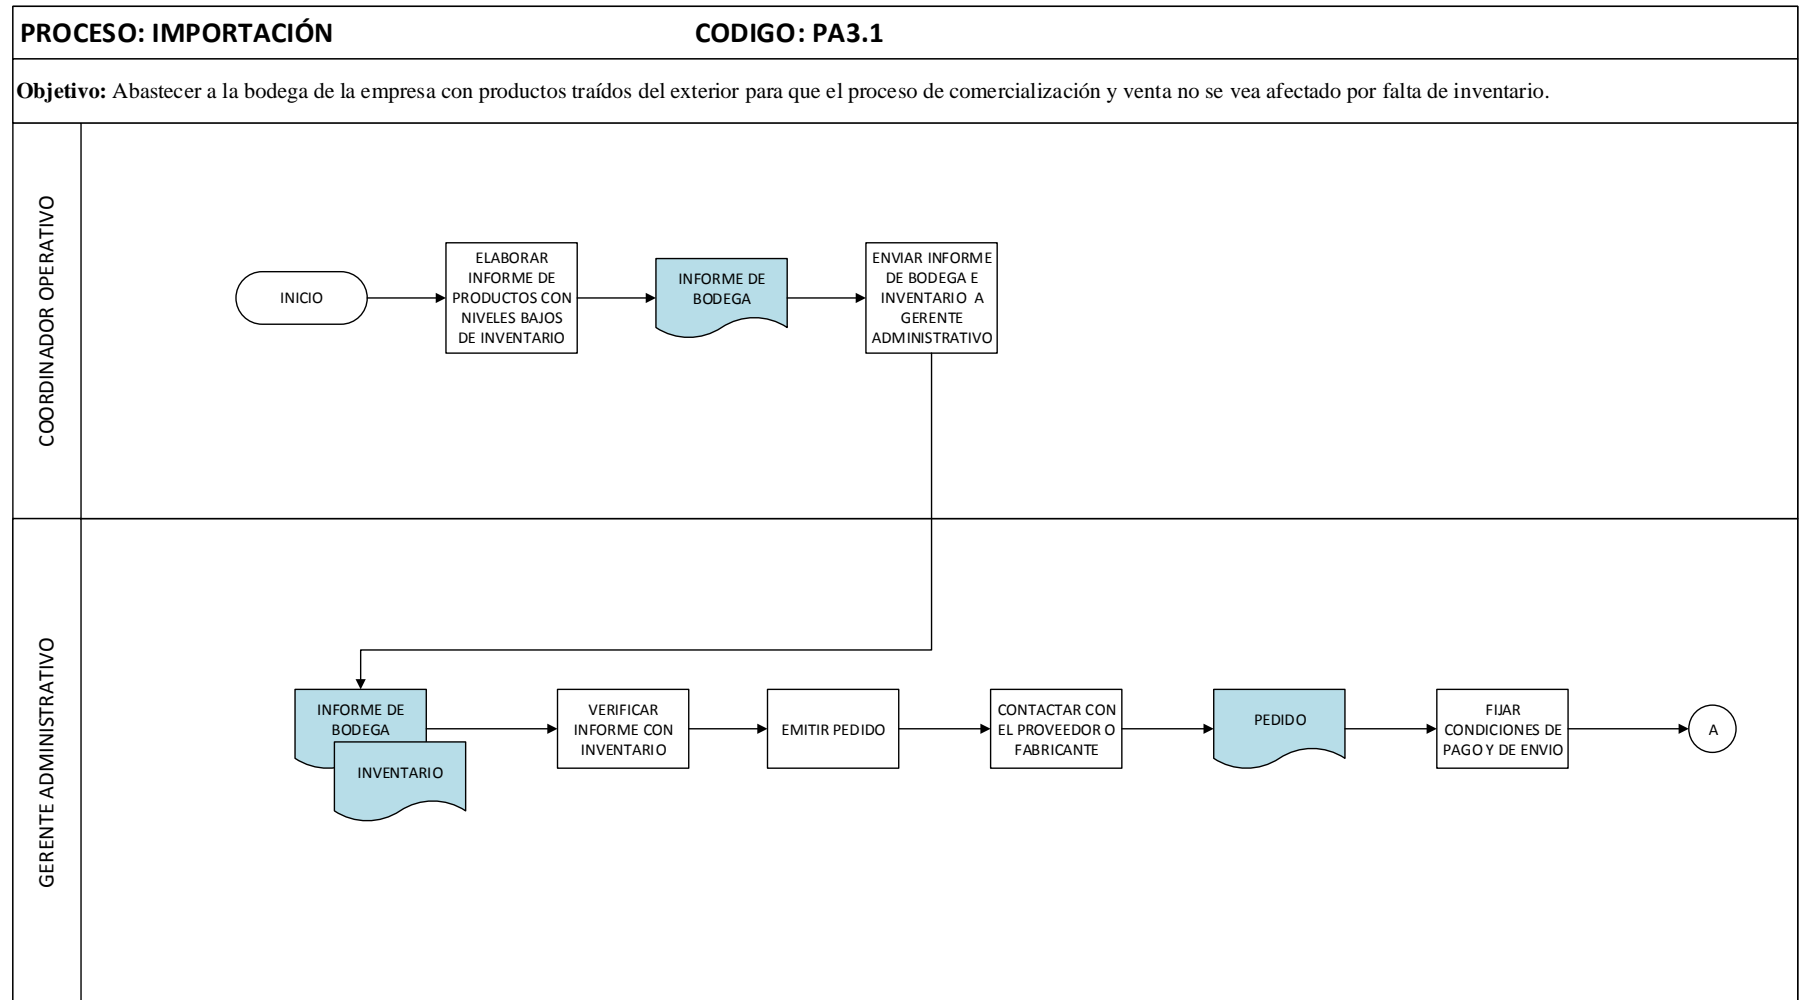 PROCESO: IMPORTACIÓN CODIGO: PA3.1
Objetivo: Abastecer a la bodega de la empresa con productos traídos del exterior para que el proceso de comercialización y venta no se vea afectado por falta de inventario.
COORDINADOR OPERATIVO
INICIO
ELABORAR
INFORME DE
PRODUCTOS CON
NIVELES BAJOS
DE INVENTARIO
INFORME DE
BODEGA
ENVIAR INFORME
DE BODEGA E
INVENTARIO A
GERENTE
ADMINISTRATIVO
GERENTE ADMINISTRATIVO
INFORME DE
BODEGA
INVENTARIO
VERIFICAR
INFORME CON
INVENTARIO
EMITIR PEDIDO
CONTACTAR CON
EL PROVEEDOR O
FABRICANTE
PEDIDO
FIJAR
CONDICIONES DE
PAGO Y DE ENVIO
A